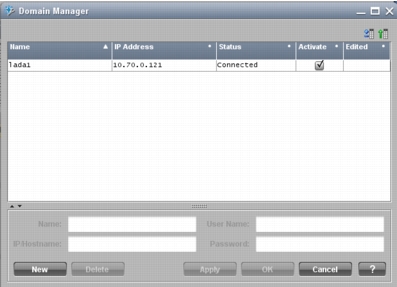 Domain Manager
Name IP Address Status Activate Edited
1ada1 10.70.0.121 Connected
Name: User Name:
IP/Hostname: Password:
New Delete Apply OK Cancel ?